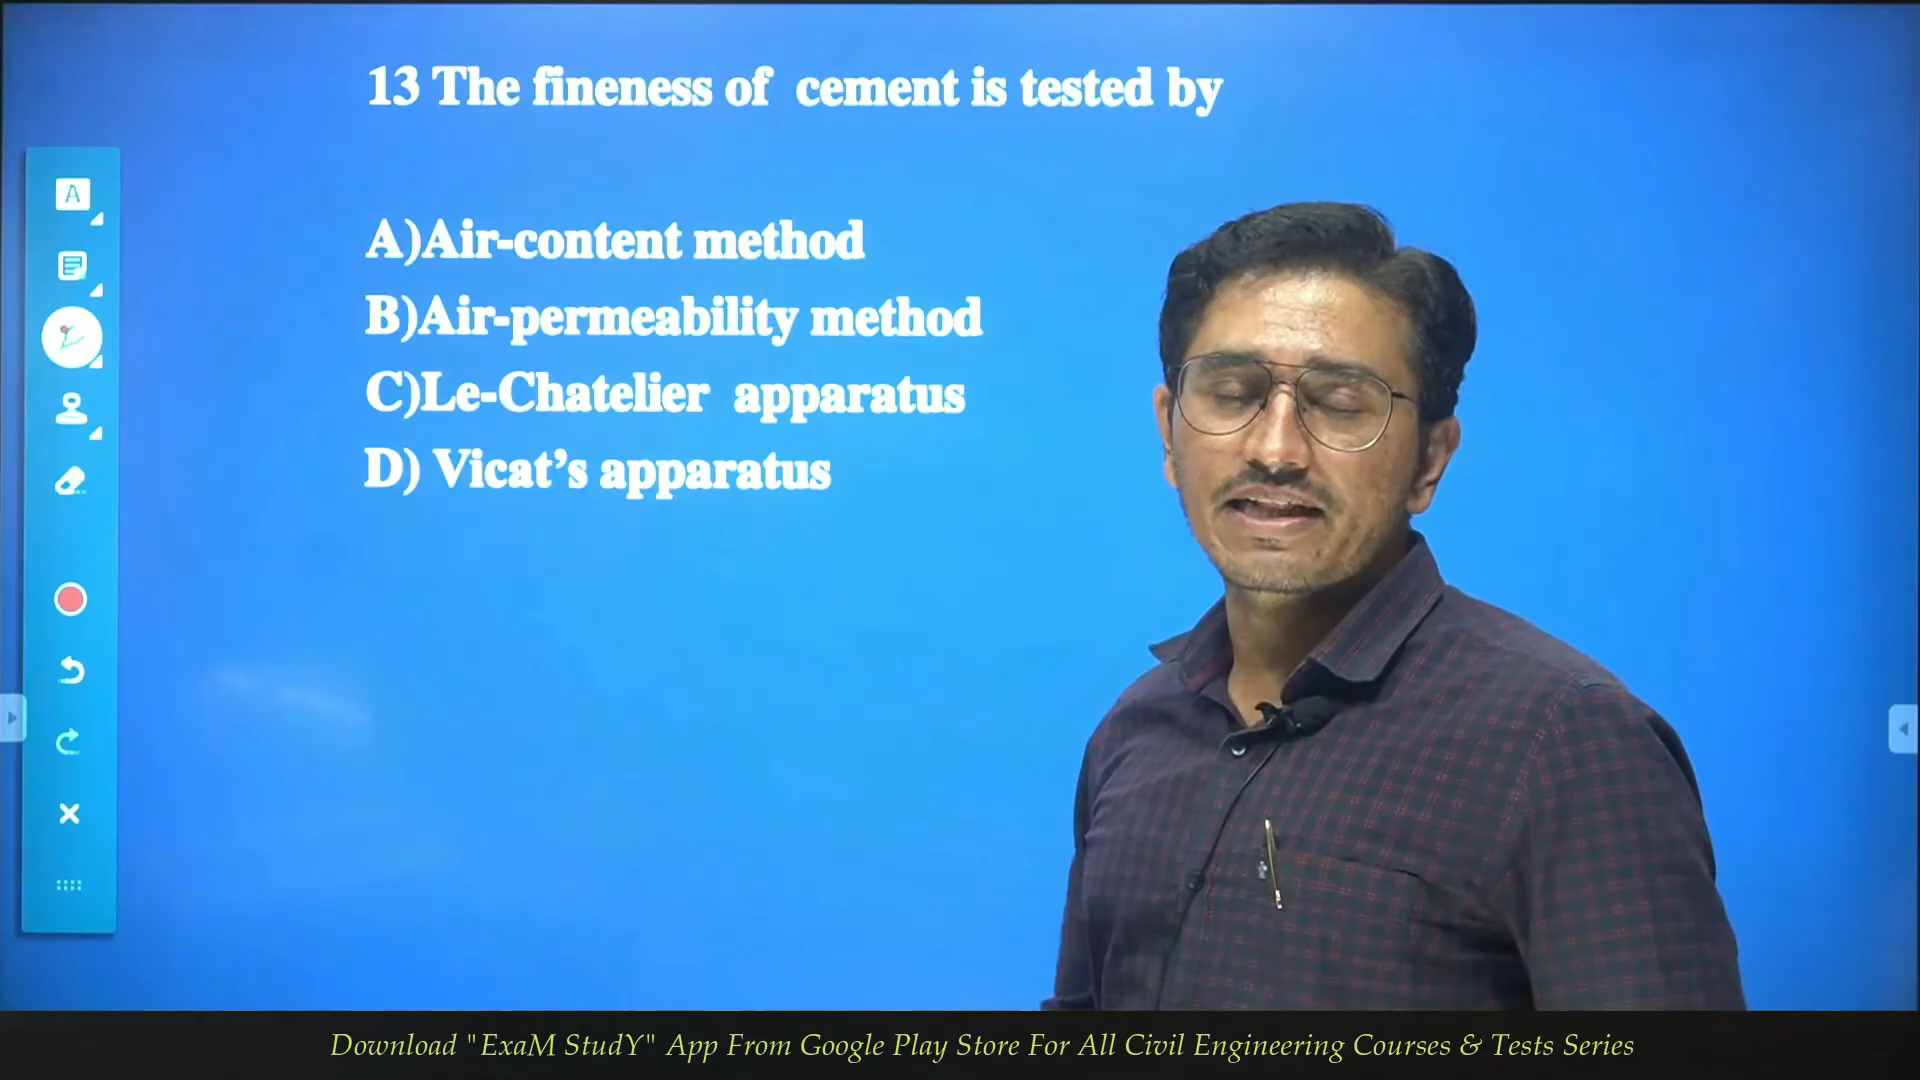 13 The fineness of cement is tested by
A)Air-content method
B)Air-permeability method
C)Le-Chatelier apparatus
D) Vicat’s apparatus
A
Download "ExaM StudY" App From Google Play Store For All Civil Engineering Courses & Tests Series